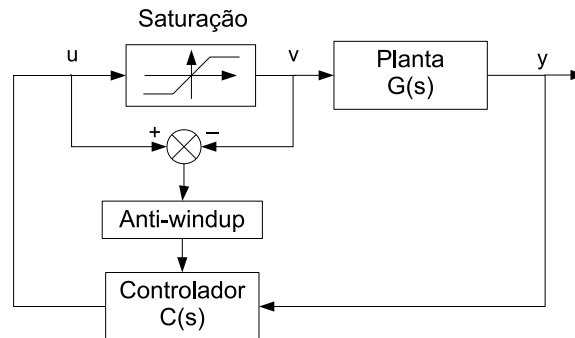 Saturação
u
v
Planta
G(s)
y
+
−
Anti-windup
Controlador
C(s)